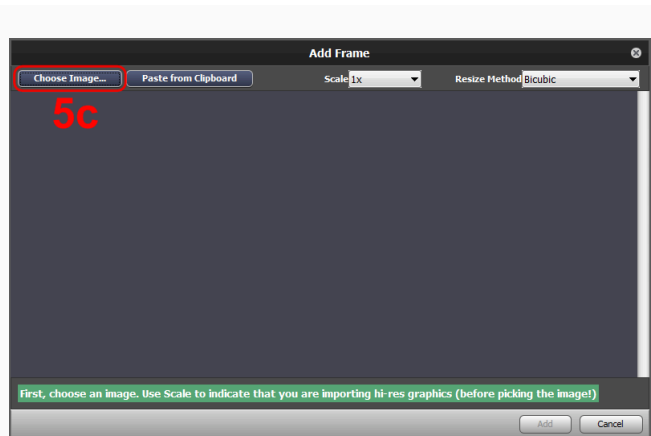 Add Frame
Choose Image... Paste from Clipboard Scale 1x Resize Method Bicubic
5c
First, choose an image. Use Scale to indicate that you are importing hi-res graphics (before picking the image!)
Add Cancel